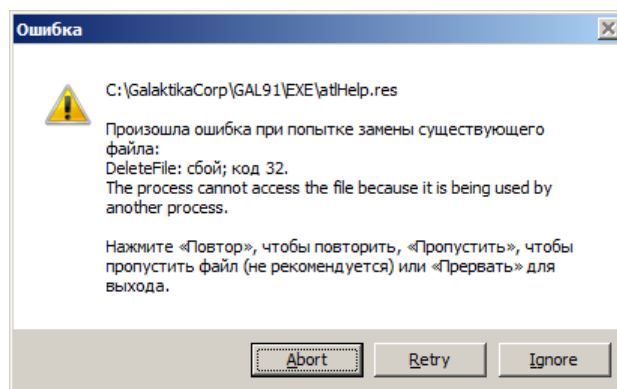 Ошибка
C:\GalaktikaCorp\GAL91\EXE\atlHelp.res
Произошла ошибка при попытке замены существующего
файла:
DeleteFile: сбой; код 32.
The process cannot access the file because it is being used by
another process.
Нажмите «Повтор», чтобы повторить, «Пропустить», чтобы
пропустить файл (не рекомендуется) или «Прервать» для
выхода.
Abort Retry Ignore